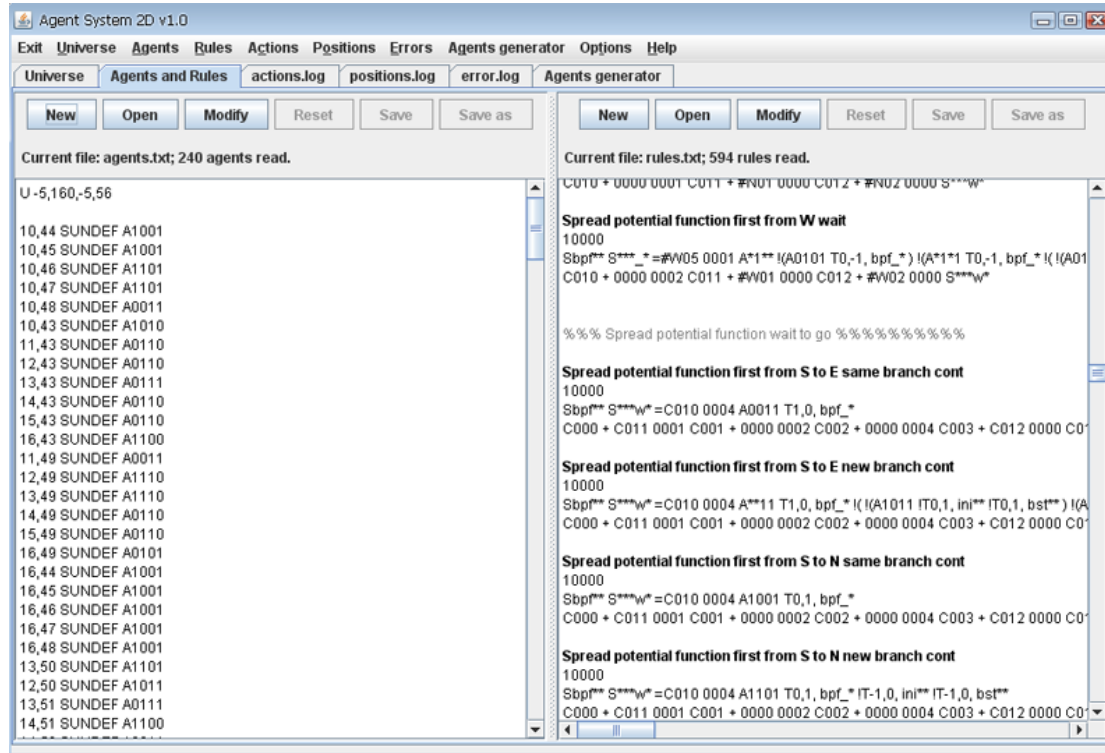 Agent System 2D v1.0
Exit Universe Agents Rules Actions Positions Errors Agents generator Options Help
Universe Agents and Rules actions.log positions.log error.log Agents generator
New Open Modify Reset Save Save as
Current file: agents.txt; 240 agents read.
U -5,160,-5,56
10,44 SUNDEF A1001
10,45 SUNDEF A1001
10,46 SUNDEF A1101
10,47 SUNDEF A1101
10,48 SUNDEF A0011
10,43 SUNDEF A1010
11,43 SUNDEF A0110
12,43 SUNDEF A0110
13,43 SUNDEF A0111
14,43 SUNDEF A0110
15,43 SUNDEF A0110
16,43 SUNDEF A1100
11,49 SUNDEF A0011
12,49 SUNDEF A1110
13,49 SUNDEF A1110
14,49 SUNDEF A0110
15,49 SUNDEF A0110
16,49 SUNDEF A0101
16,44 SUNDEF A1001
16,45 SUNDEF A1001
16,46 SUNDEF A1001
16,47 SUNDEF A1001
16,48 SUNDEF A1001
13,50 SUNDEF A1101
12,50 SUNDEF A1011
13,51 SUNDEF A0111
14,51 SUNDEF A1100
New Open Modify Reset Save Save as
Current file: rules.txt; 594 rules read.
C010 + 0000 0001 C011 + #N01 0000 C012 + #N02 0000 S***w*
Spread potential function first from W wait
10000
Sbpf** S***_* =#W05 0001 A*1** !(A0101 T0,-1, bpf_* ) !(A*1*1 T0,-1, bpf_* !( !(A01
C010 + 0000 0002 C011 + #W01 0000 C012 + #W02 0000 S***w*
%%% Spread potential function wait to go %%%%%%%%%%
Spread potential function first from S to E same branch cont
10000
Sbpf** S***w* =C010 0004 A0011 T1,0, bpf_*
C000 + C011 0001 C001 + 0000 0002 C002 + 0000 0004 C003 + C012 0000 C01
Spread potential function first from S to E new branch cont
10000
Sbpf** S***w* =C010 0004 A**11 T1,0, bpf_* !( !(A1011 !T0,1, ini** !T0,1, bst** ) !(A
C000 + C011 0001 C001 + 0000 0002 C002 + 0000 0004 C003 + C012 0000 C01
Spread potential function first from S to N same branch cont
10000
Sbpf** S***w* =C010 0004 A1001 T0,1, bpf_*
C000 + C011 0001 C001 + 0000 0002 C002 + 0000 0004 C003 + C012 0000 C01
Spread potential function first from S to N new branch cont
10000
Sbpf** S***w* =C010 0004 A1101 T0,1, bpf_* !T-1,0, ini** !T-1,0, bst**
C000 + C011 0001 C001 + 0000 0002 C002 + 0000 0004 C003 + C012 0000 C01